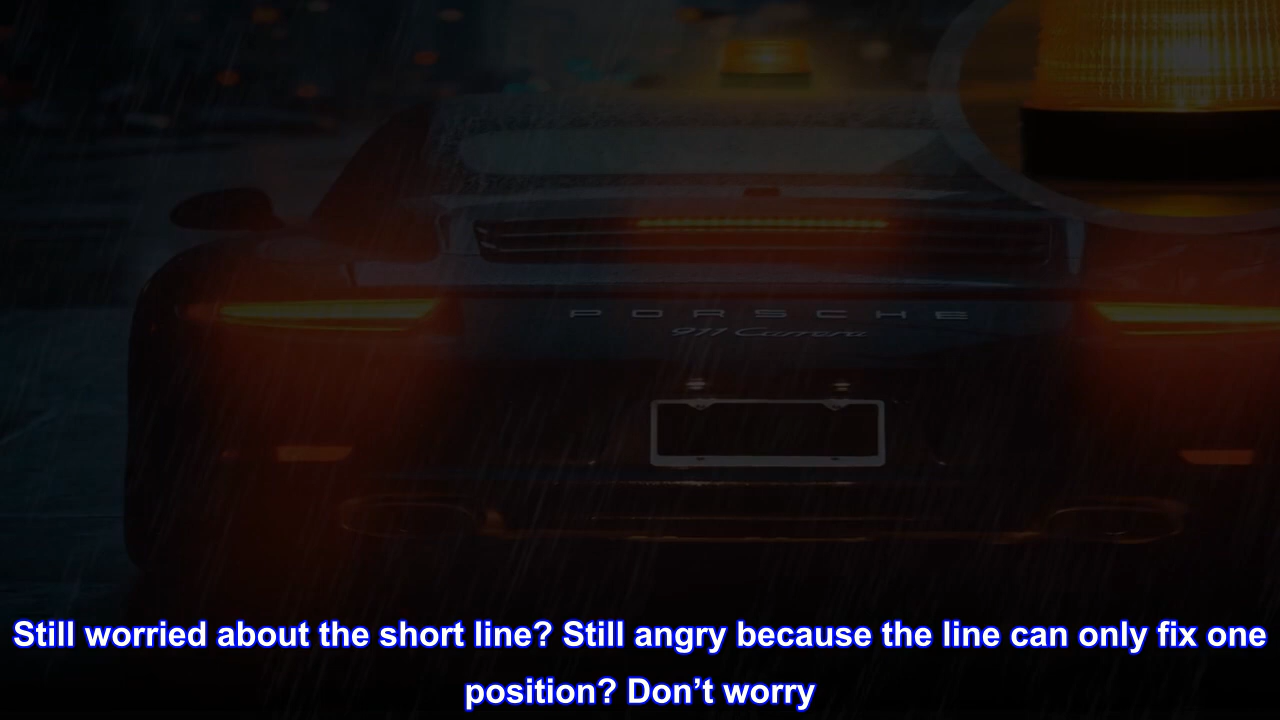 PORSCHE
911 Carrera
Still worried about the short line? Still angry because the line can only fix one
position? Don’t worry